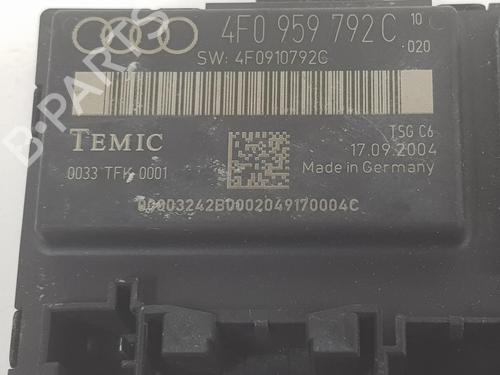 4F0 959 792 C 10
020
SW: 4F0910792C
TEMIC
TSG C6
17.09.2004
0033 TFK 0001
Made in Germany
00003242B0002049170004C
B-PARTS